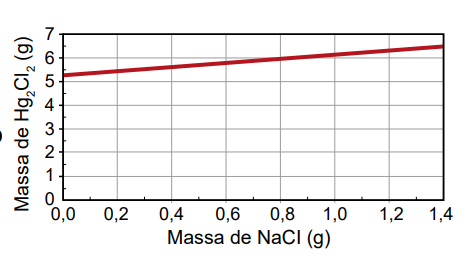 Massa de Hg₂Cl₂ (g)
7
6
5
4
3
2
1
0
0,0 0,2 0,4 0,6 0,8 1,0 1,2 1,4
Massa de NaCl (g)